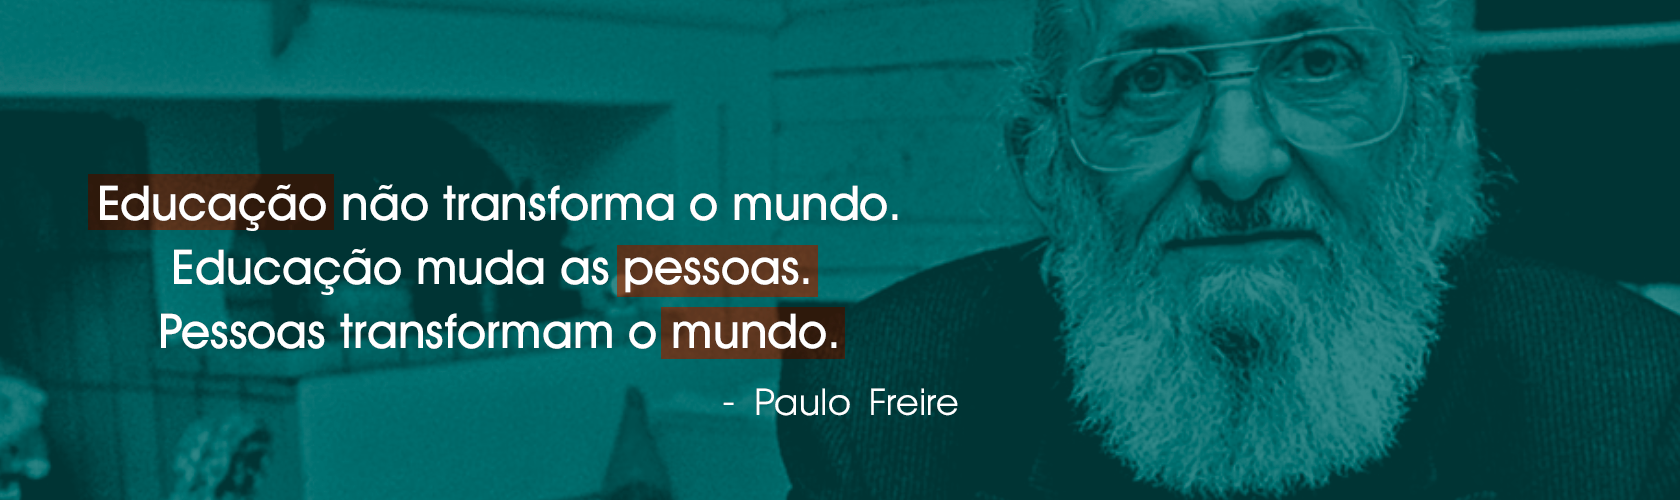 Educação não transforma o mundo.
Educação muda as pessoas.
Pessoas transformam o mundo.
- Paulo Freire